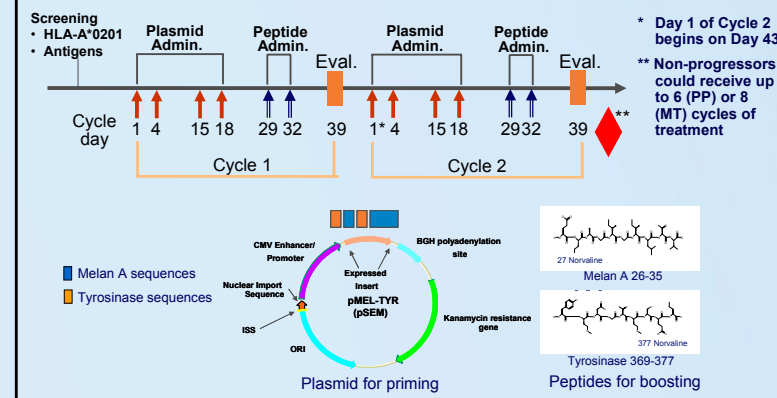 Screening
• HLA-A*0201
• Antigens
Plasmid
Admin.
Peptide
Admin.
Eval.
Plasmid
Admin.
Peptide
Admin.
Eval.
* Day 1 of Cycle 2
begins on Day 43
** Non-progressors
could receive up
to 6 (PP) or 8
(MT) cycles of
treatment
**
Cycle
day
1 4 15 18 29 32 39 1* 4 15 18 29 32 39
Cycle 1
Cycle 2
Melan A sequences
Tyrosinase sequences
CMV Enhancer/
Promoter
BGH polyadenylation
site
Nuclear Import
Sequence
Expressed
Insert
pMEL-TYR
(pSEM)
ISS
Kanamycin resistance
gene
ORI
Plasmid for priming
27 Norvaline
Melan A 26-35
377 Norvaline
Tyrosinase 369-377
Peptides for boosting